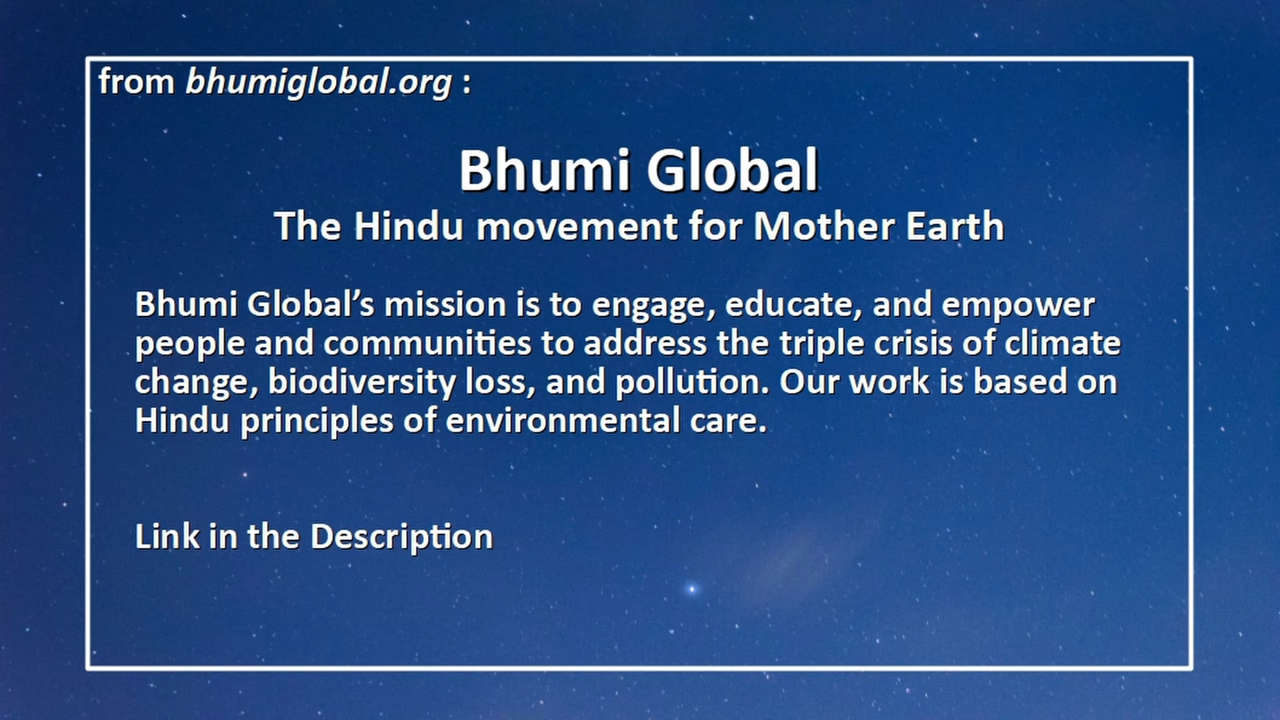 from bhumiglobal.org :
Bhumi Global
The Hindu movement for Mother Earth
Bhumi Global’s mission is to engage, educate, and empower
people and communities to address the triple crisis of climate
change, biodiversity loss, and pollution. Our work is based on
Hindu principles of environmental care.
Link in the Description